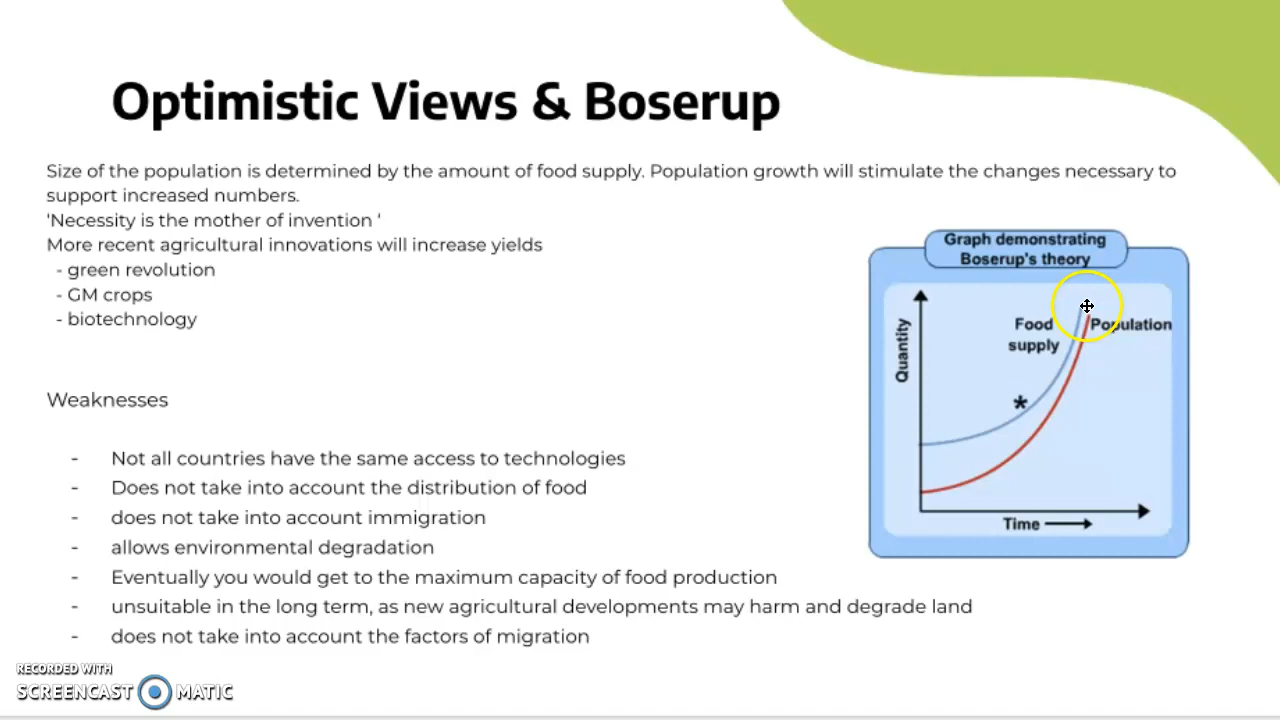 Optimistic Views & Boserup
Size of the population is determined by the amount of food supply. Population growth will stimulate the changes necessary to
support increased numbers.
'Necessity is the mother of invention '
More recent agricultural innovations will increase yields
- green revolution
- GM crops
- biotechnology
Graph demonstrating
Boserup's theory
Quantity
Food
supply
Population
*
Time
Weaknesses
- Not all countries have the same access to technologies
- Does not take into account the distribution of food
- does not take into account immigration
- allows environmental degradation
- Eventually you would get to the maximum capacity of food production
- unsuitable in the long term, as new agricultural developments may harm and degrade land
- does not take into account the factors of migration
RECORDED WITH
SCREENCAST MATIC